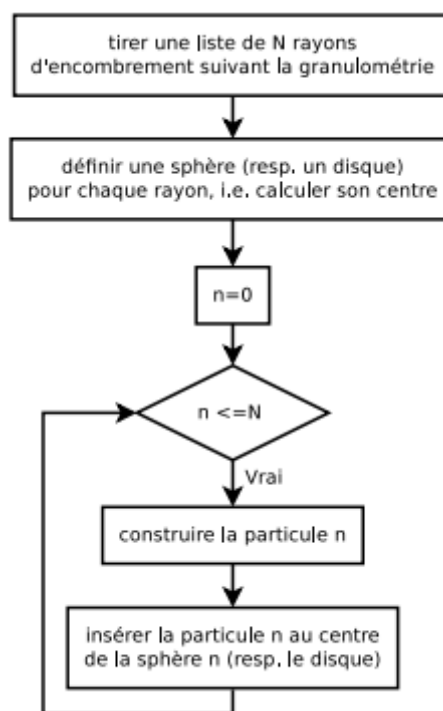 tirer une liste de N rayons
d'encombrement suivant la granulométrie
définir une sphère (resp. un disque)
pour chaque rayon, i.e. calculer son centre
n=0
n <=N
Vrai
construire la particule n
insérer la particule n au centre
de la sphère n (resp. le disque)